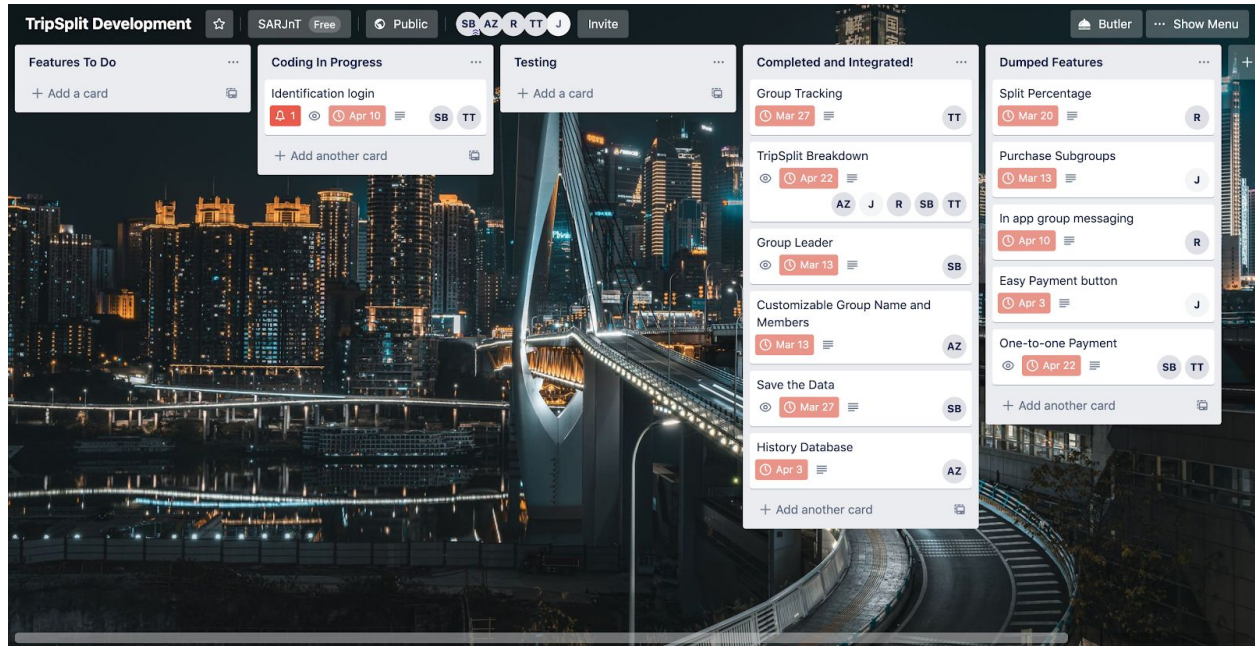 TripSplit Development
SARJnT Free
Public
SB AZ R TT J
Invite
Butler
... Show Menu
Features To Do
+ Add a card
Coding In Progress
Identification login
1 Apr 10 SB TT
+ Add another card
Testing
+ Add a card
Completed and Integrated!
Group Tracking
Mar 27 TT
TripSplit Breakdown
Apr 22
AZ J R SB TT
Group Leader
Mar 13 SB
Customizable Group Name and
Members
Mar 13 AZ
Save the Data
Mar 27 SB
History Database
Apr 3 AZ
+ Add another card
Dumped Features
Split Percentage
Mar 20 R
Purchase Subgroups
Mar 13 J
In app group messaging
Apr 10 R
Easy Payment button
Apr 3 J
One-to-one Payment
Apr 22 SB TT
+ Add another card